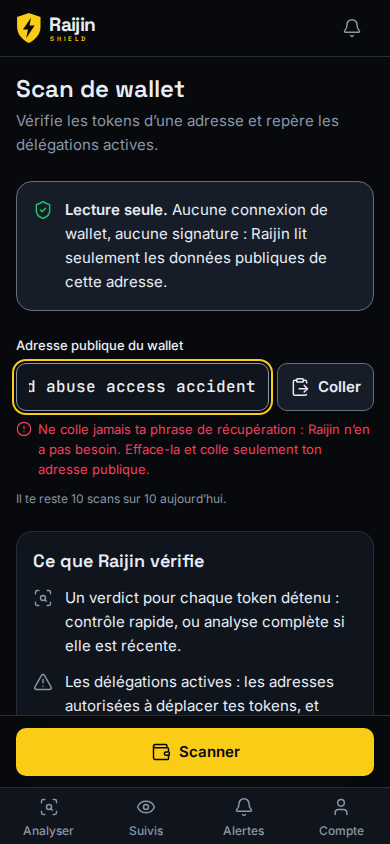 Raijin
SHIELD
Scan de wallet
Vérifie les tokens d’une adresse et repère les
délégations actives.
Lecture seule. Aucune connexion de
wallet, aucune signature : Raijin lit
seulement les données publiques de
cette adresse.
Adresse publique du wallet
d abuse access accident
Coller
Ne colle jamais ta phrase de récupération : Raijin n’en
a pas besoin. Efface-la et colle seulement ton
adresse publique.
Il te reste 10 scans sur 10 aujourd’hui.
Ce que Raijin vérifie
Un verdict pour chaque token détenu :
contrôle rapide, ou analyse complète si
elle est récente.
Les délégations actives : les adresses
autorisées à déplacer tes tokens, et
Scanner
Analyser
Suivis
Alertes
Compte